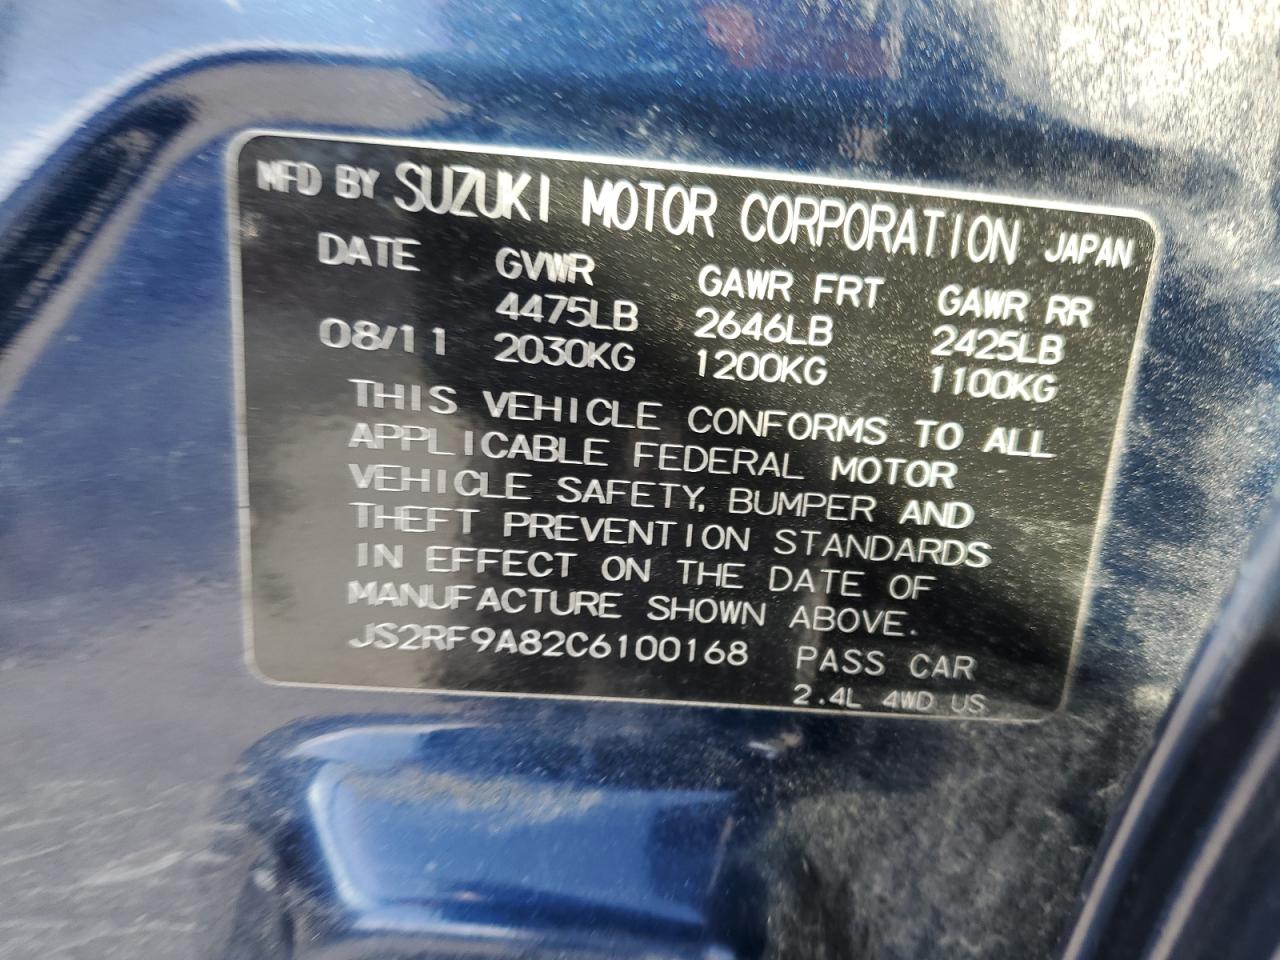 MFD BY SUZUKI MOTOR CORPORATION JAPAN
DATE GVWR GAWR FRT GAWR RR
4475LB 2646LB 2425LB
08/11 2030KG 1200KG 1100KG
THIS VEHICLE CONFORMS TO ALL
APPLICABLE FEDERAL MOTOR
VEHICLE SAFETY, BUMPER AND
THEFT PREVENTION STANDARDS
IN EFFECT ON THE DATE OF
MANUFACTURE SHOWN ABOVE.
JS2RF9A82C6100168 PASS CAR
2.4L 4WD US